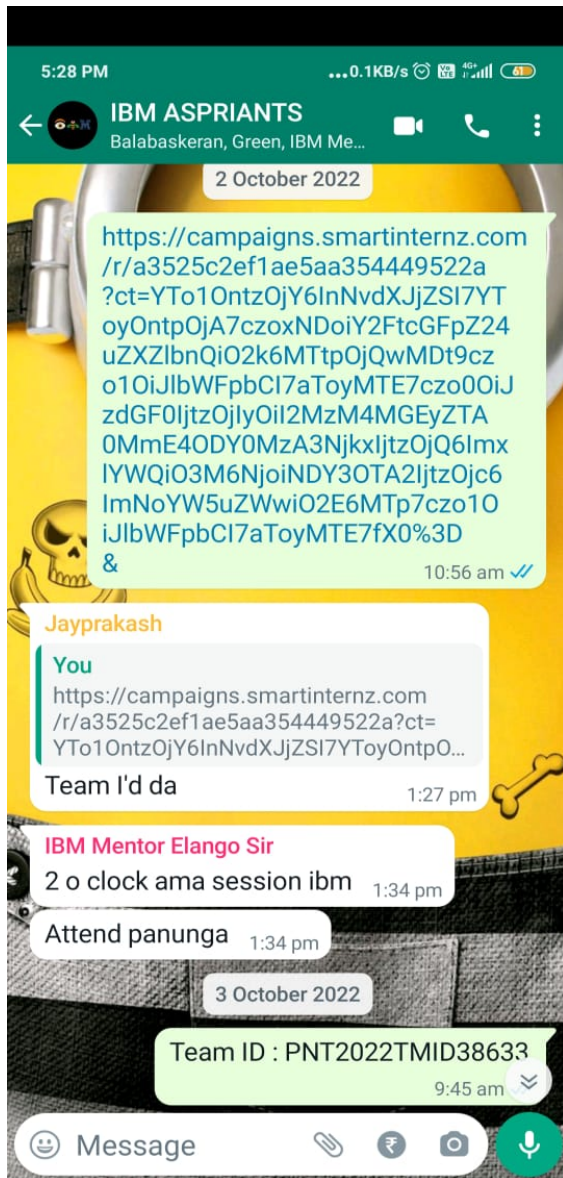 5:28 PM
...0.1KB/s Vo LTE 4G+ 61
IBM ASPRIANTS
Balabaskeran, Green, IBM Me...
2 October 2022
https://campaigns.smartinternz.com
/r/a3525c2ef1ae5aa354449522a
?ct=YTo1OntzOjY6InNvdXJjZSI7YT
oyOntpOjA7czoxNDoiY2FtcGFpZ24
uZXZlbnQiO2k6MTtpOjQwMDt9cz
o1OiJlbWFpbCI7aToyMTE7czo0OiJ
zdGF0IjtzOjIyOiI2MzM4MGEyZTA
0MmE4ODY0MzA3NjkxIjtzOjQ6Imx
lYWQiO3M6NjoiNDY3OTA2IjtzOjc6
ImNoYW5uZWwiO2E6MTp7czo1O
iJlbWFpbCI7aToyMTE7fX0%3D
&
10:56 am
Jayprakash
You
https://campaigns.smartinternz.com
/r/a3525c2ef1ae5aa354449522a?ct=
YTo1OntzOjY6InNvdXJjZSI7YToyOntpO...
Team I'd da
1:27 pm
IBM Mentor Elango Sir
2 o clock ama session ibm 1:34 pm
Attend panunga 1:34 pm
3 October 2022
Team ID : PNT2022TMID38633
9:45 am
Message ₹